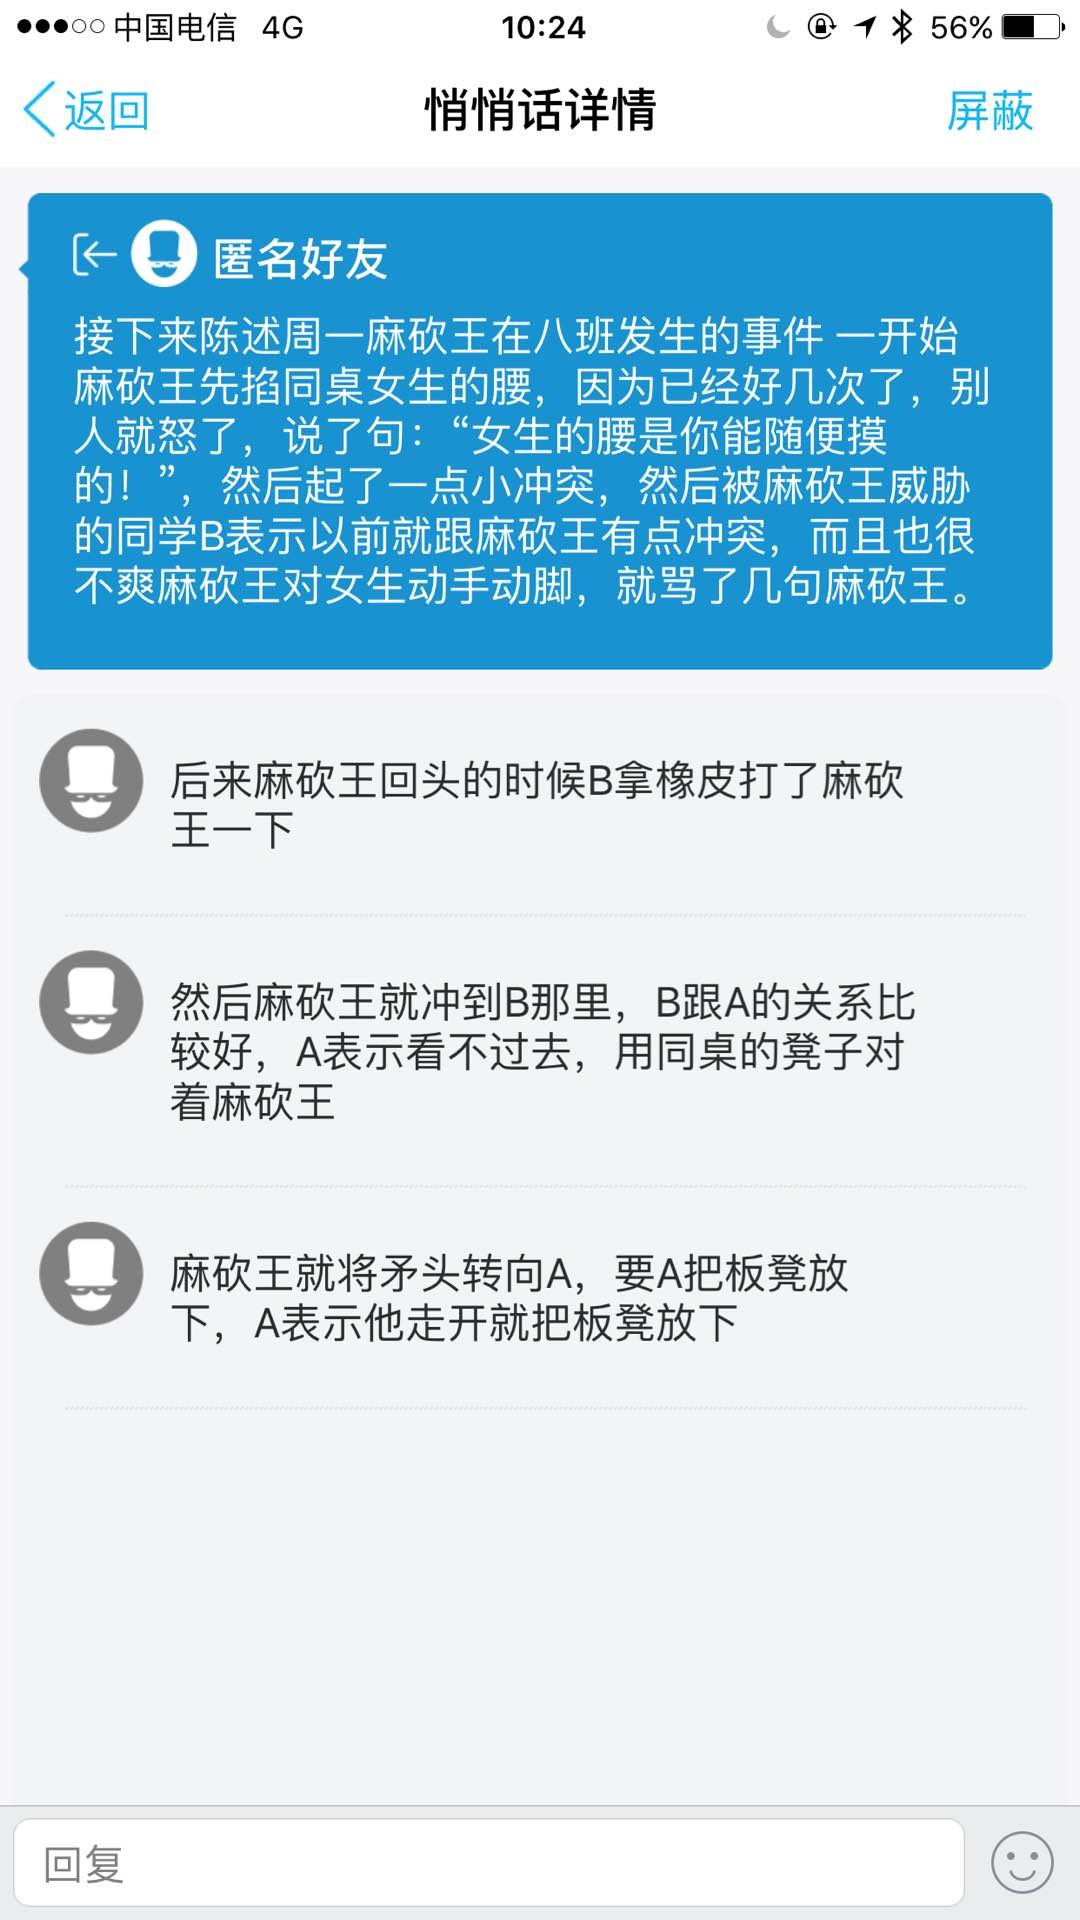 中国电信 4G 10:24 56%
返回 悄悄话详情 屏蔽
匿名好友
接下来陈述周一麻砍王在八班发生的事件 一开始
麻砍王先掐同桌女生的腰，因为已经好几次了，别
人就怒了，说了句：“女生的腰是你能随便摸
的！”，然后起了一点小冲突，然后被麻砍王威胁
的同学B表示以前就跟麻砍王有点冲突，而且也很
不爽麻砍王对女生动手动脚，就骂了几句麻砍王。
后来麻砍王回头的时候B拿橡皮打了麻砍
王一下
然后麻砍王就冲到B那里，B跟A的关系比
较好，A表示看不过去，用同桌的凳子对
着麻砍王
麻砍王就将矛头转向A，要A把板凳放
下，A表示他走开就把板凳放下
回复